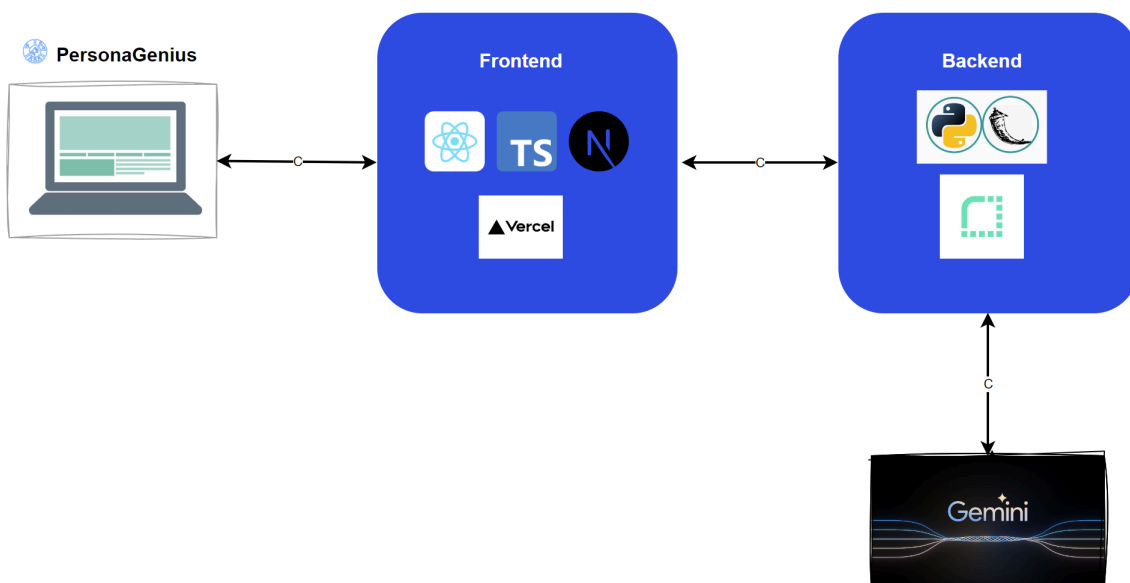 PersonaGenius
Frontend
Backend
TS
N
Vercel
C
C
C
Gemini